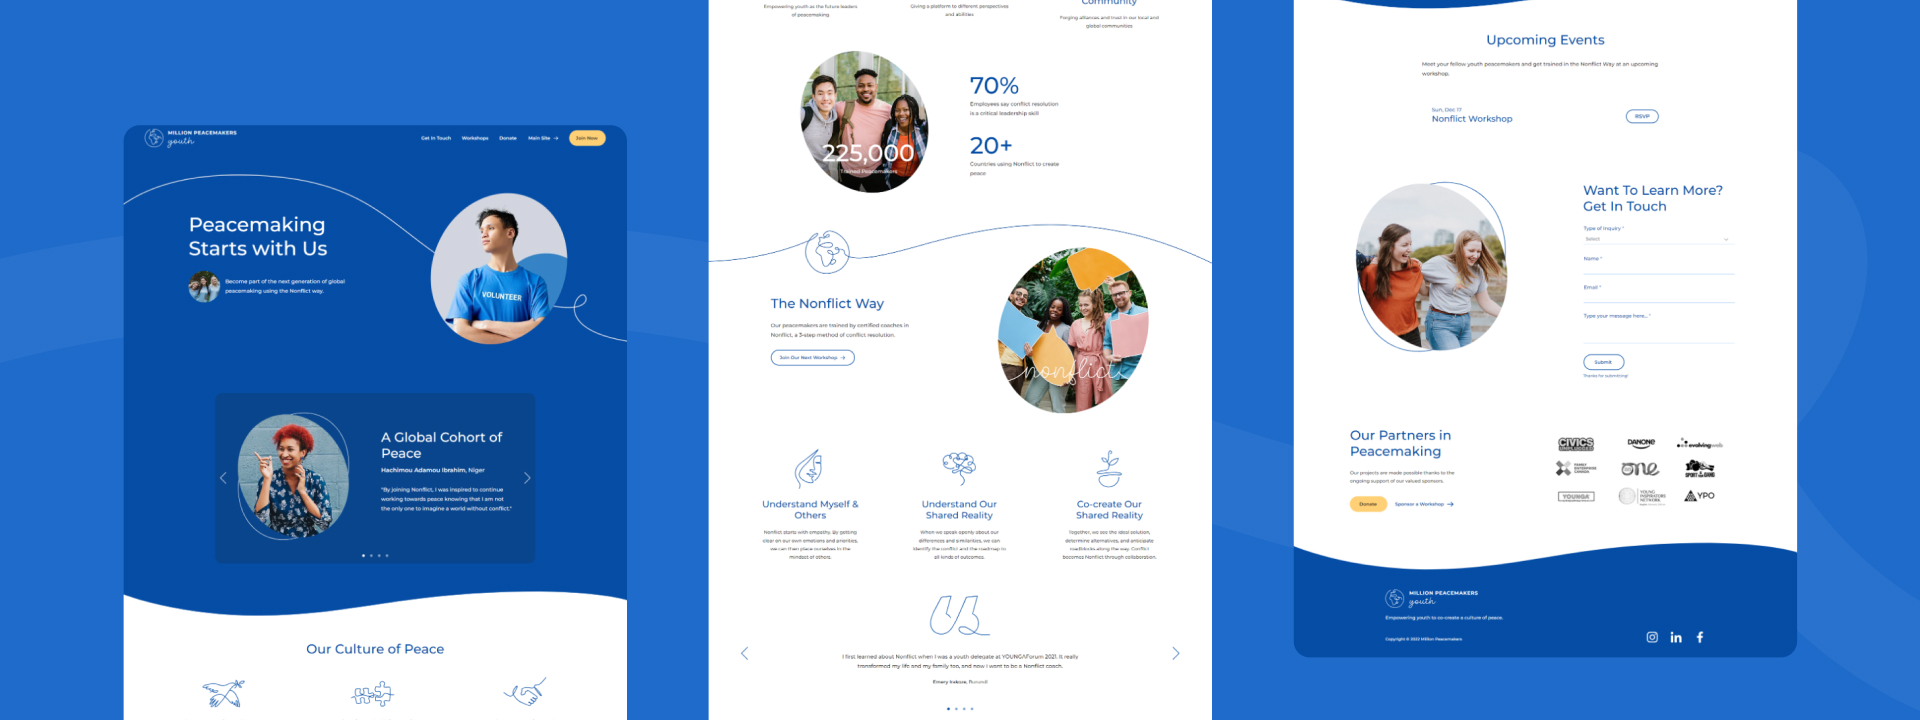 MILLION PEACEMAKERS
youth
Get In Touch
Workshops
Donate
Main Site →
Join Now
Peacemaking
Starts with Us
Become part of the next generation of global
peacemaking using the Nonflict way.
VOLUNTEER
A Global Cohort of
Peace
Hachimou Adamou Ibrahim, Niger
"By joining Nonflict, I was inspired to continue
working towards peace knowing that I am not
the only one to imagine a world without conflict."
Our Culture of Peace
Empowering youth as the future leaders
of peacemaking
Giving a platform to different perspectives
and abilities
Community
Forging alliances and trust in our local and
global communities
225,000
Trained Peacemakers
70%
Employees say conflict resolution
is a critical leadership skill
20+
Countries using Nonflict to create
peace
The Nonflict Way
Our peacemakers are trained by certified coaches in
Nonflict, a 3-step method of conflict resolution.
Join Our Next Workshop →
nonflict
Understand Myself &
Others
Nonflict starts with empathy. By getting
clear on our own emotions and priorities,
we can then place ourselves in the
mindset of others.
Understand Our
Shared Reality
When we speak openly about our
differences and similarities, we can
identify the conflict and the roadmap to
all kinds of outcomes.
Co-create Our
Shared Reality
Together, we see the ideal solution,
determine alternatives, and anticipate
roadblocks along the way. Conflict
becomes Nonflict through collaboration.
I first learned about Nonflict when I was a youth delegate at YOUNGAForum 2021. It really
transformed my life and my family too, and now I want to be a Nonflict coach.
Emery Irakoze, Burundi
Upcoming Events
Meet your fellow youth peacemakers and get trained in the Nonflict Way at an upcoming
workshop.
Sun, Dec 17
Nonflict Workshop
RSVP
Want To Learn More?
Get In Touch
Type of Inquiry *
Select
Name *
Email *
Type your message here... *
Submit
Thanks for submitting!
Our Partners in
Peacemaking
Our projects are made possible thanks to the
ongoing support of our valued sponsors.
Donate
Sponsor a Workshop →
CIVICS
UNPLUGGED
DANONE
evolvingweb
FAMILY
ENTERPRISE
CANADA
one
SPORT
YOUNGA
YOUNG
INSPIRATORS
NETWORK
YPO
MILLION PEACEMAKERS
youth
Empowering youth to co-create a culture of peace.
Copyright © 2022 Million Peacemakers